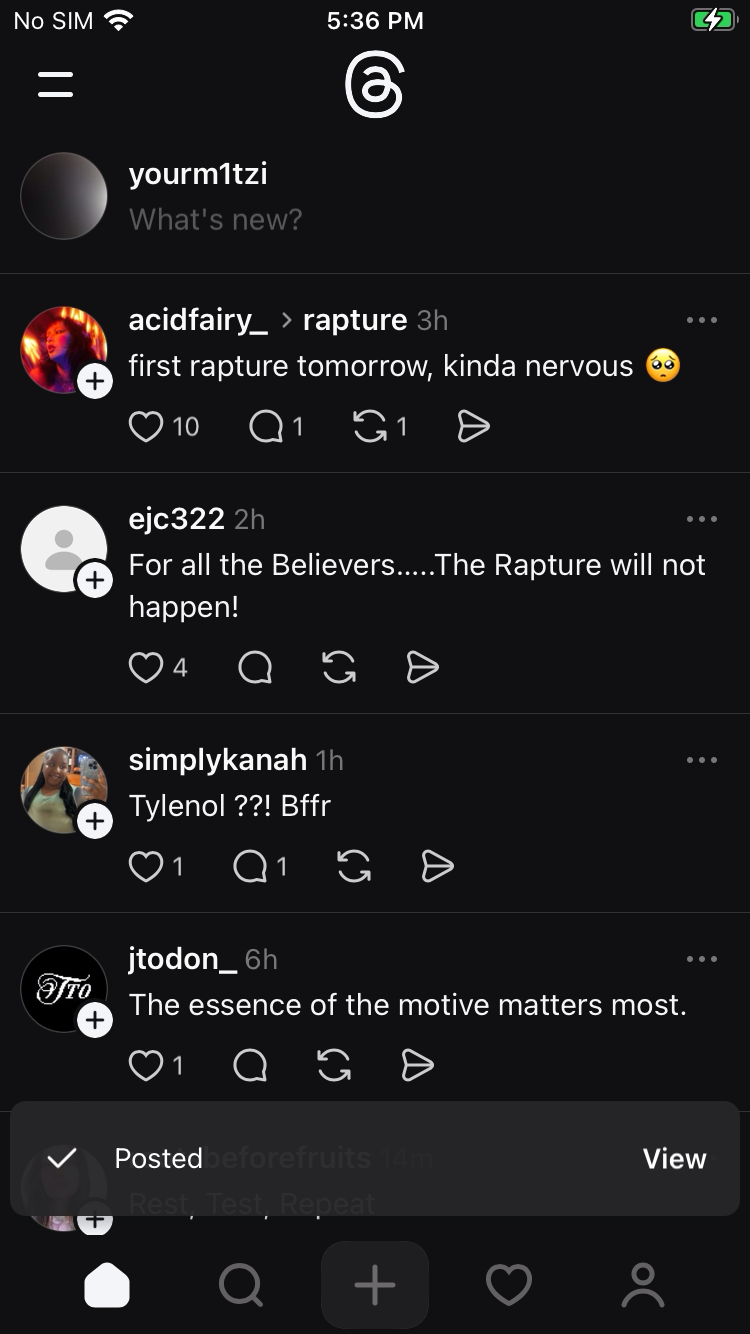 No SIM 5:36 PM
yourm1tzi
What's new?
acidfairy_ > rapture 3h
first rapture tomorrow, kinda nervous 🥺
10 1 1
ejc322 2h
For all the Believers.....The Rapture will not
happen!
4
simplykanah 1h
Tylenol ??! Bffr
1 1
jtodon_ 6h
JTO
The essence of the motive matters most.
1
Posted beforefruits 14m View
Rest, Test, Repeat